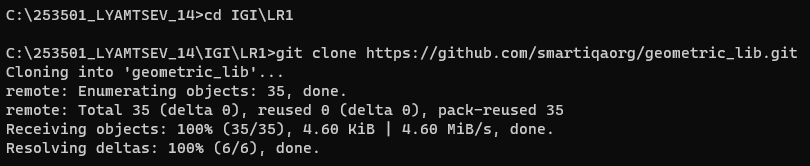 C:\253501_LYAMTSEV_14>cd IGI\LR1
C:\253501_LYAMTSEV_14\IGI\LR1>git clone https://github.com/smartiqaorg/geometric_lib.git
Cloning into 'geometric_lib'...
remote: Enumerating objects: 35, done.
remote: Total 35 (delta 0), reused 0 (delta 0), pack-reused 35
Receiving objects: 100% (35/35), 4.60 KiB | 4.60 MiB/s, done.
Resolving deltas: 100% (6/6), done.